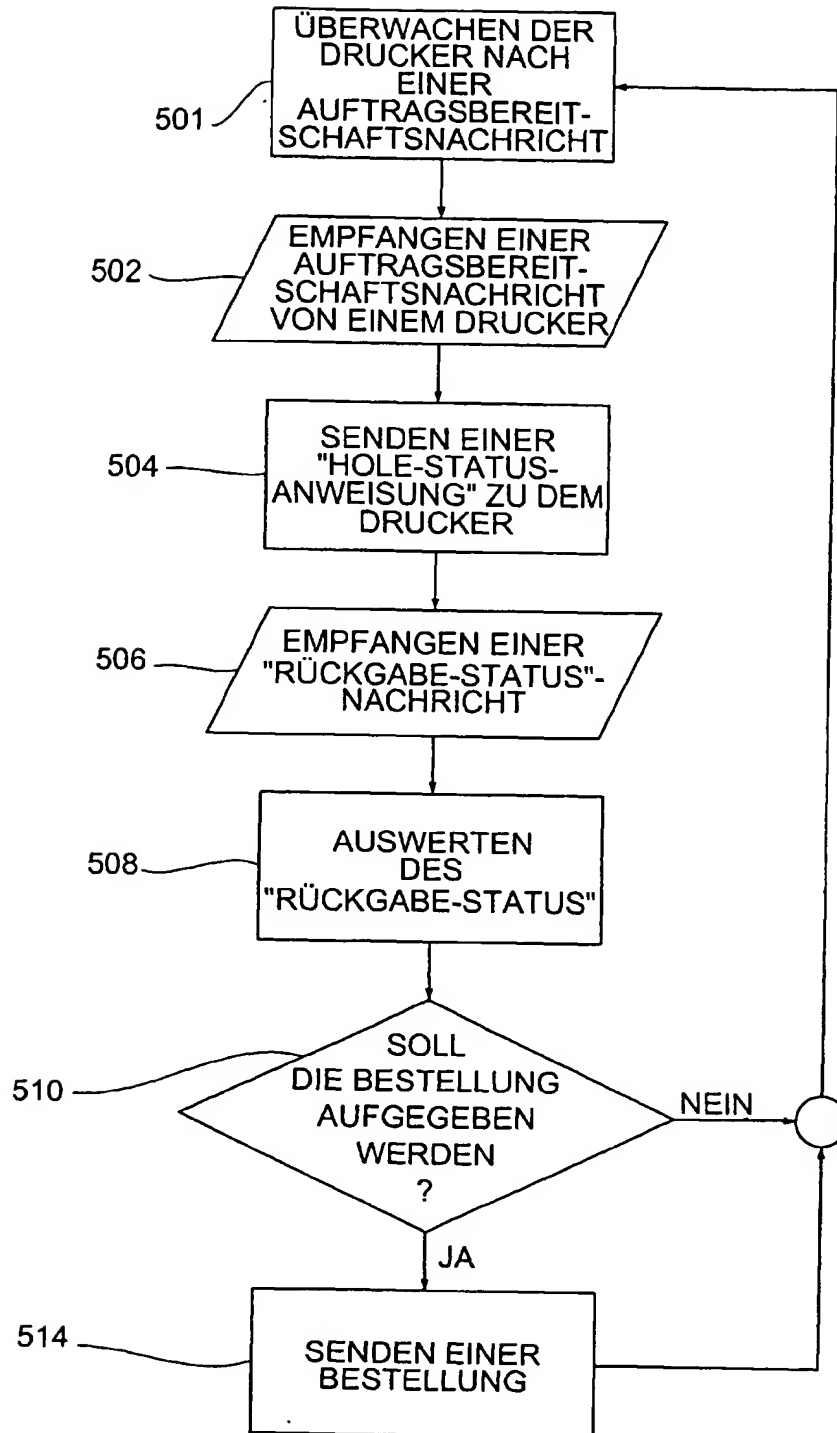 ÜBERWACHEN DER
DRUCKER NACH
EINER
AUFTRAGSBEREIT-
SCHAFTSNACHRICHT
501
EMPFANGEN EINER
AUFTRAGSBEREIT-
SCHAFTSNACHRICHT
VON EINEM DRUCKER
502
SENDEN EINER
"HOLE-STATUS-
ANWEISUNG" ZU DEM
DRUCKER
504
EMPFANGEN EINER
"RÜCKGABE-STATUS"-
NACHRICHT
506
AUSWERTEN
DES
"RÜCKGABE-STATUS"
508
SOLL
DIE BESTELLUNG
AUFGEGEBEN
WERDEN
?
510
NEIN
JA
SENDEN EINER
BESTELLUNG
514